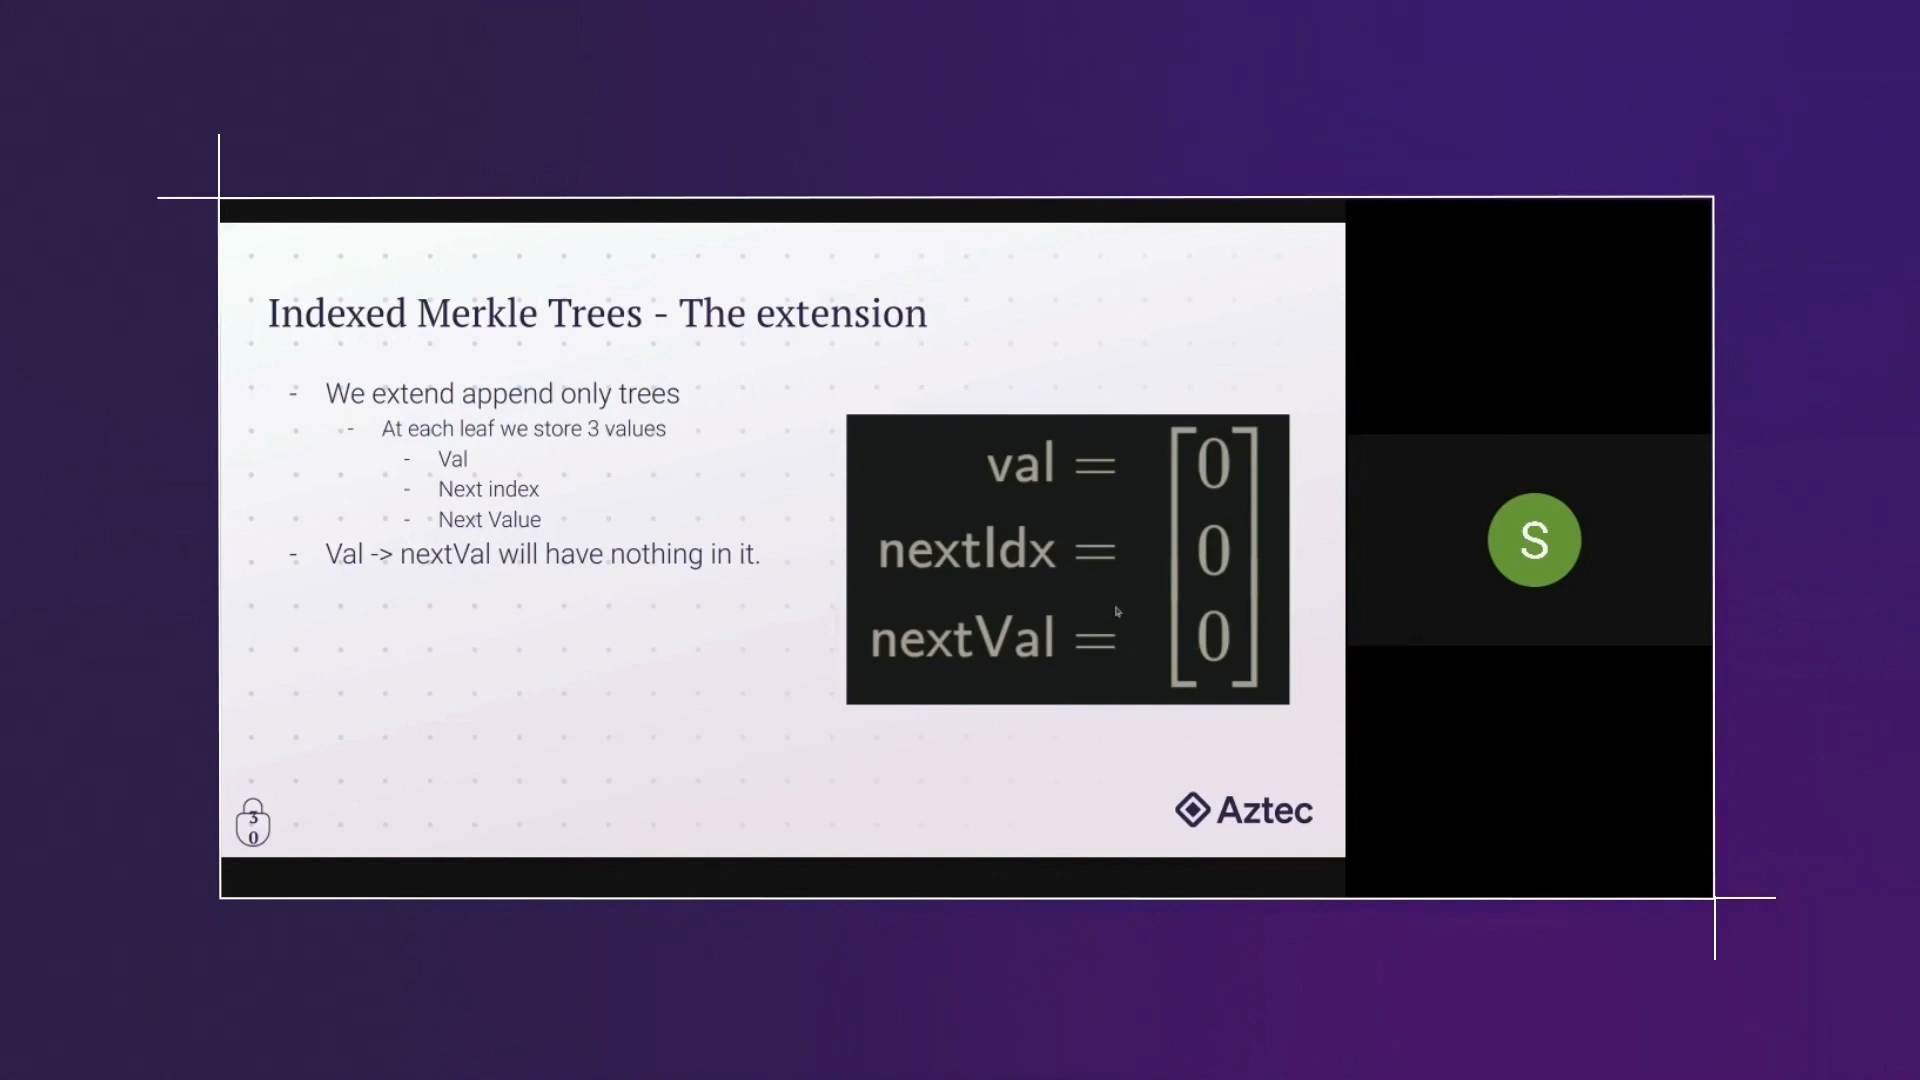 Indexed Merkle Trees - The extension
- We extend append only trees
- At each leaf we store 3 values
- Val
- Next index
- Next Value
- Val -> nextVal will have nothing in it.
val = [0]
nextIdx = [0]
nextVal = [0]
S
30
Aztec